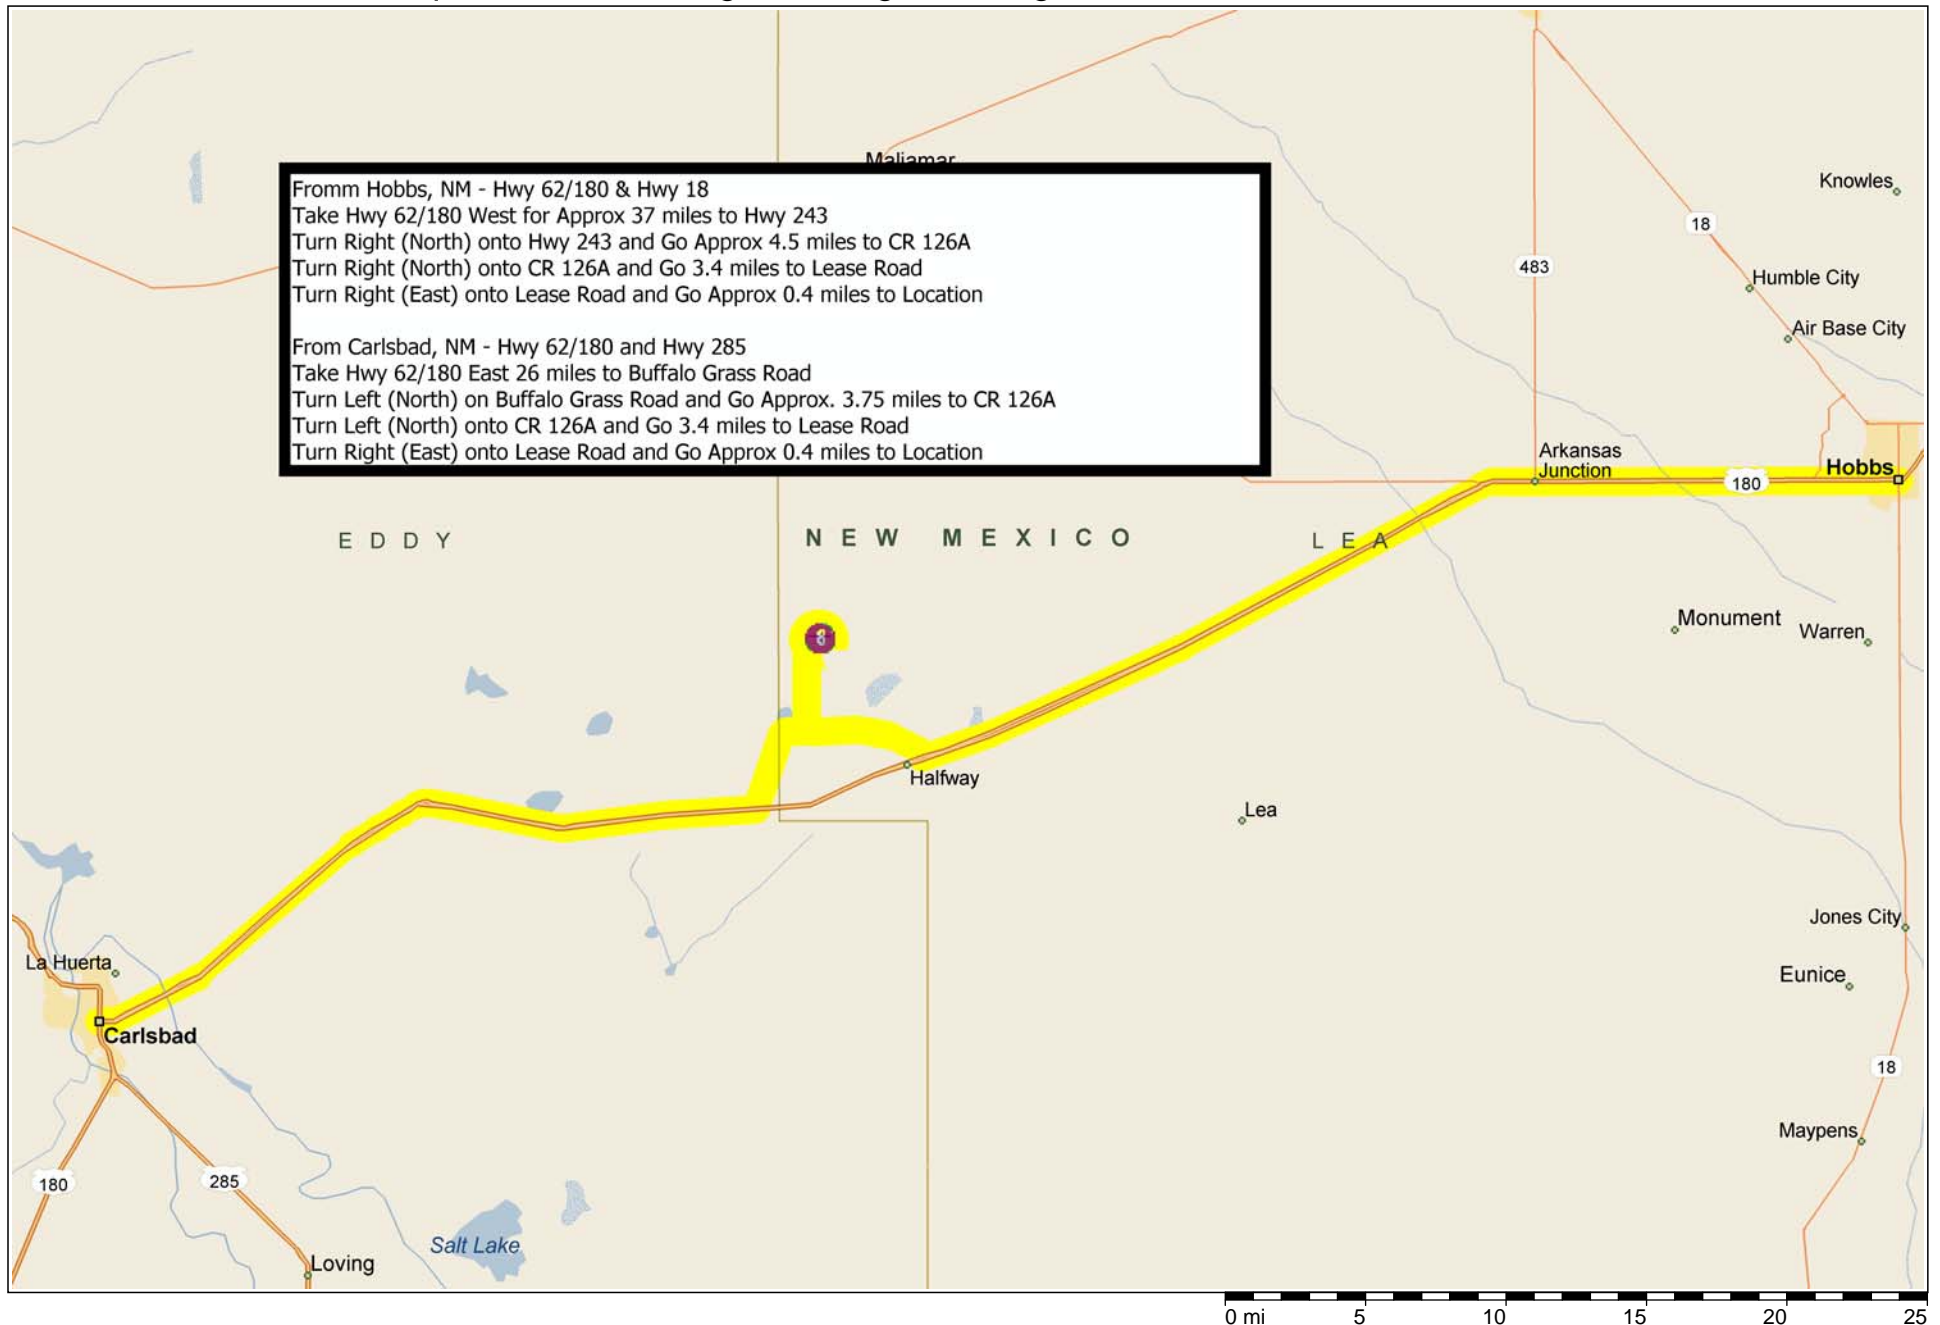 Maljamar
Fromm Hobbs, NM - Hwy 62/180 & Hwy 18
Take Hwy 62/180 West for Approx 37 miles to Hwy 243
Turn Right (North) onto Hwy 243 and Go Approx 4.5 miles to CR 126A
Turn Right (North) onto CR 126A and Go 3.4 miles to Lease Road
Turn Right (East) onto Lease Road and Go Approx 0.4 miles to Location
From Carlsbad, NM - Hwy 62/180 and Hwy 285
Take Hwy 62/180 East 26 miles to Buffalo Grass Road
Turn Left (North) on Buffalo Grass Road and Go Approx. 3.75 miles to CR 126A
Turn Left (North) onto CR 126A and Go 3.4 miles to Lease Road
Turn Right (East) onto Lease Road and Go Approx 0.4 miles to Location
Knowles
18
483
Humble City
Air Base City
Arkansas
Junction
Hobbs
180
EDDY
NEW MEXICO
LEA
Monument
Warren
Halfway
Lea
Jones City
La Huerta
Eunice
Carlsbad
18
Maypens
180
285
Salt Lake
Loving
0 mi 5 10 15 20 25